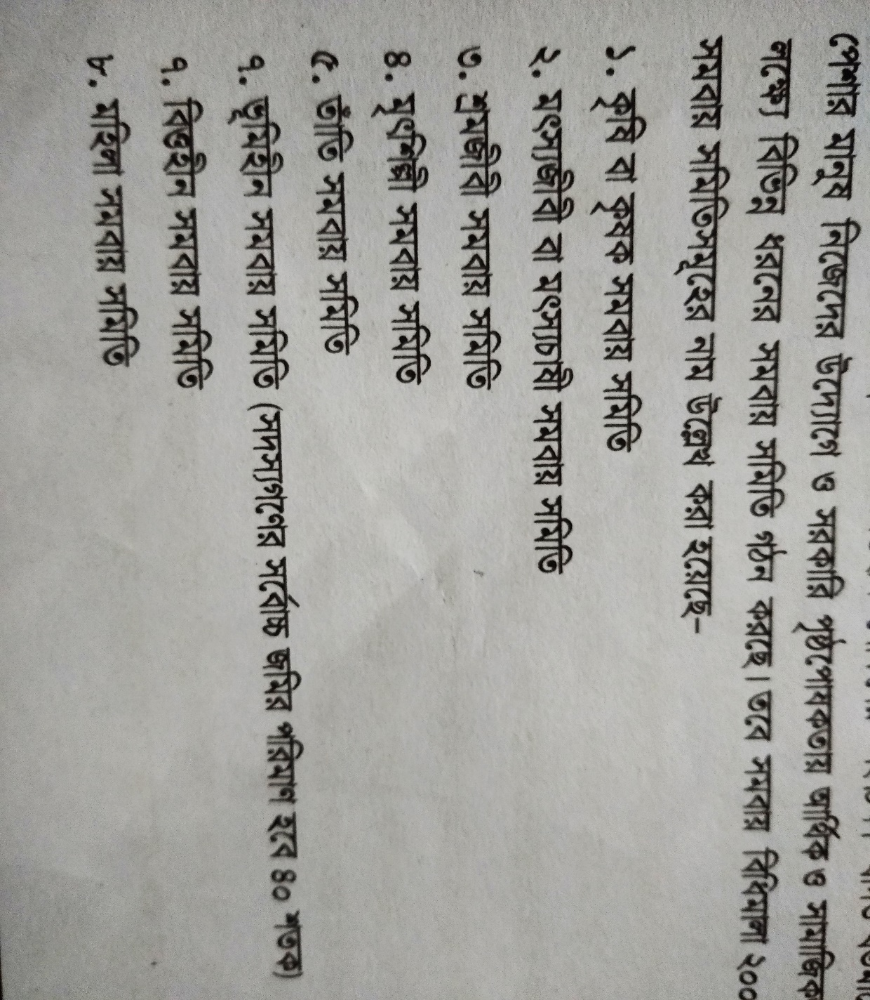 পেশার মানুষ নিজেদের উদ্যোগে ও সরকারি পৃষ্ঠপোষকতায় আর্থিক ও সামাজিক
লক্ষ্যে বিভিন্ন ধরনের সমবায় সমিতি গঠন করছে। তবে সমবায় বিধিমালা ২০০
সমবায় সমিতিসমূহের নাম উল্লেখ করা হয়েছে-
১. কৃষি বা কৃষক সমবায় সমিতি
২. মৎস্যজীবী বা মৎস্যচাষী সমবায় সমিতি
৩. শ্রমজীবী সমবায় সমিতি
৪. মৃৎশিল্পী সমবায় সমিতি
৫. তাঁতি সমবায় সমিতি
৭. ভূমিহীন সমবায় সমিতি (সদস্যগণের সর্বোচ্চ জমির পরিমাণ হবে ৪০ শতক)
৭. বিত্তহীন সমবায় সমিতি
৮. মহিলা সমবায় সমিতি